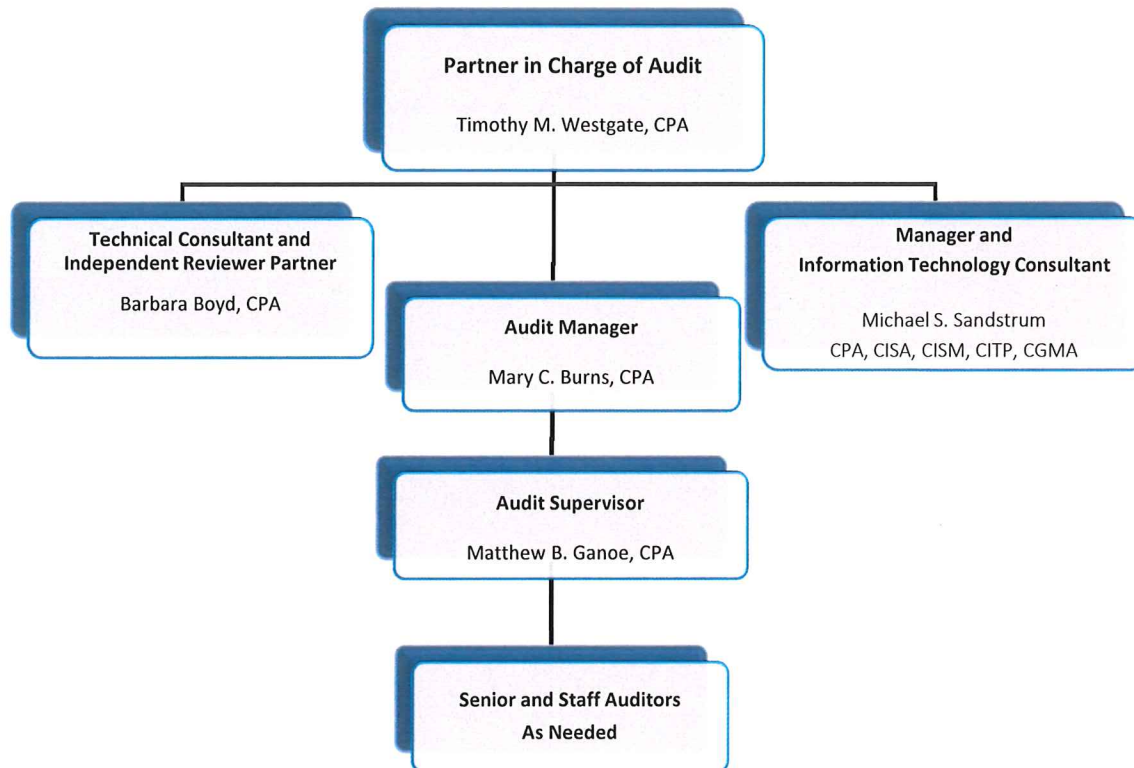 Partner in Charge of Audit
Timothy M. Westgate, CPA
Technical Consultant and
Independent Reviewer Partner
Barbara Boyd, CPA
Audit Manager
Mary C. Burns, CPA
Manager and
Information Technology Consultant
Michael S. Sandstrum
CPA, CISA, CISM, CITP, CGMA
Audit Supervisor
Matthew B. Ganoe, CPA
Senior and Staff Auditors
As Needed